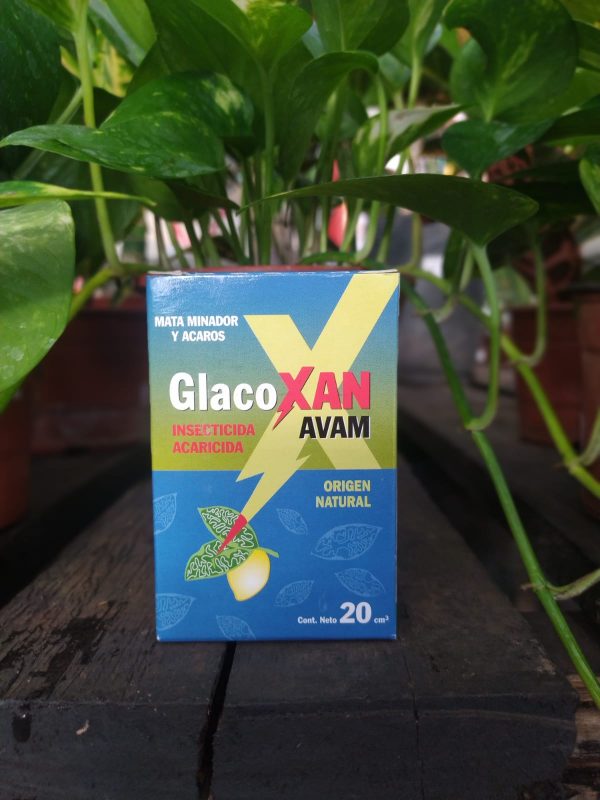 MATA MINADOR
Y ACAROS
GlacoXAN
AVAM
INSECTICIDA
ACARICIDA
ORIGEN
NATURAL
Cont. Neto 20 cm³